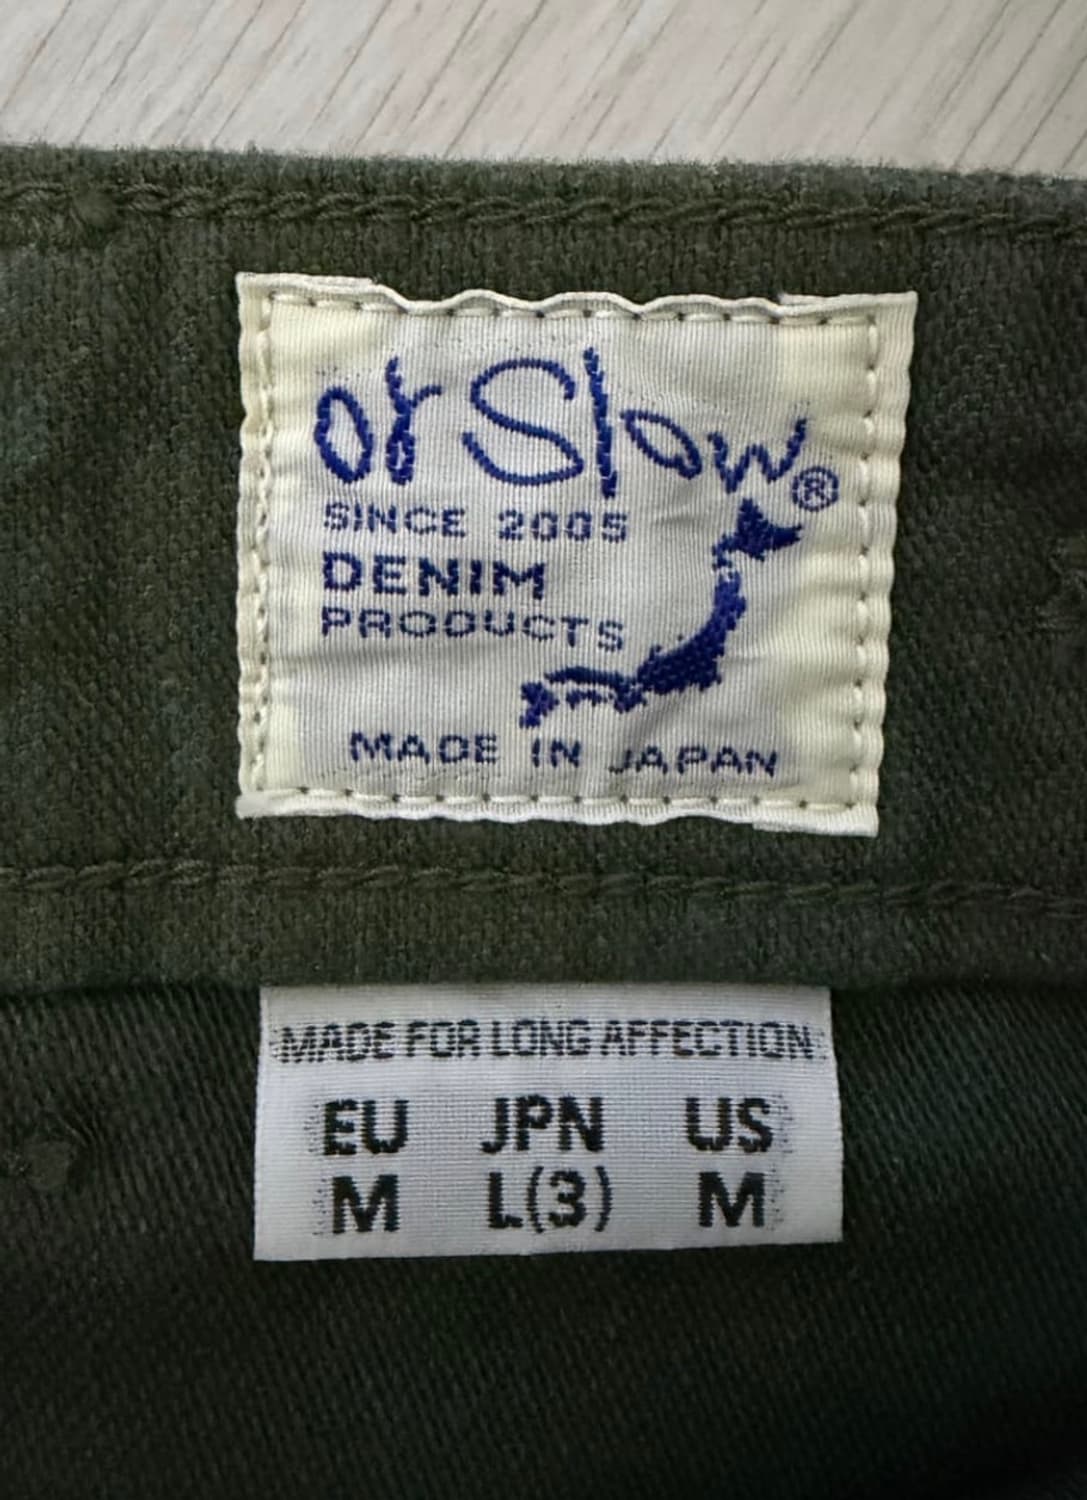 or Slow®
SINCE 2005
DENIM
PRODUCTS
MADE IN JAPAN
MADE FOR LONG AFFECTION
EU JPN US
M L(3) M